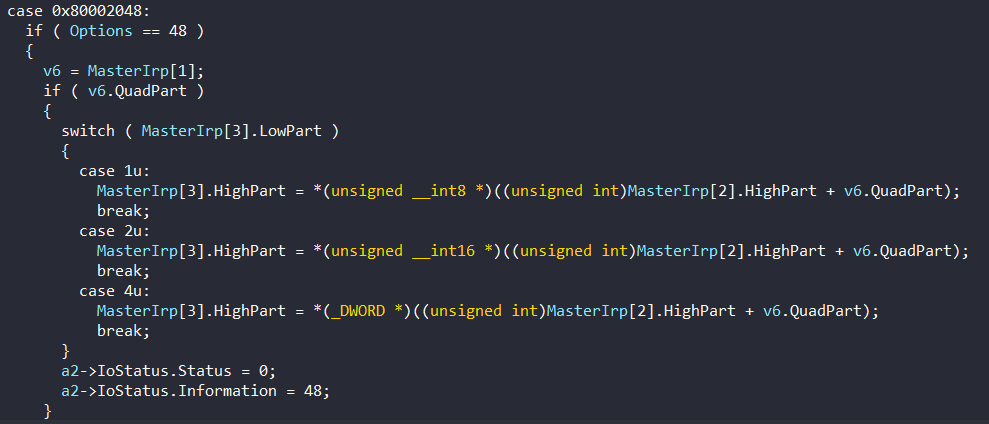 case 0x80002048:
if ( Options == 48 )
{
v6 = MasterIrp[1];
if ( v6.QuadPart )
{
switch ( MasterIrp[3].LowPart )
{
case 1u:
MasterIrp[3].HighPart = *(unsigned __int8 *)((unsigned int)MasterIrp[2].HighPart + v6.QuadPart);
break;
case 2u:
MasterIrp[3].HighPart = *(unsigned __int16 *)((unsigned int)MasterIrp[2].HighPart + v6.QuadPart);
break;
case 4u:
MasterIrp[3].HighPart = *(_DWORD *)((unsigned int)MasterIrp[2].HighPart + v6.QuadPart);
break;
}
a2->IoStatus.Status = 0;
a2->IoStatus.Information = 48;
}